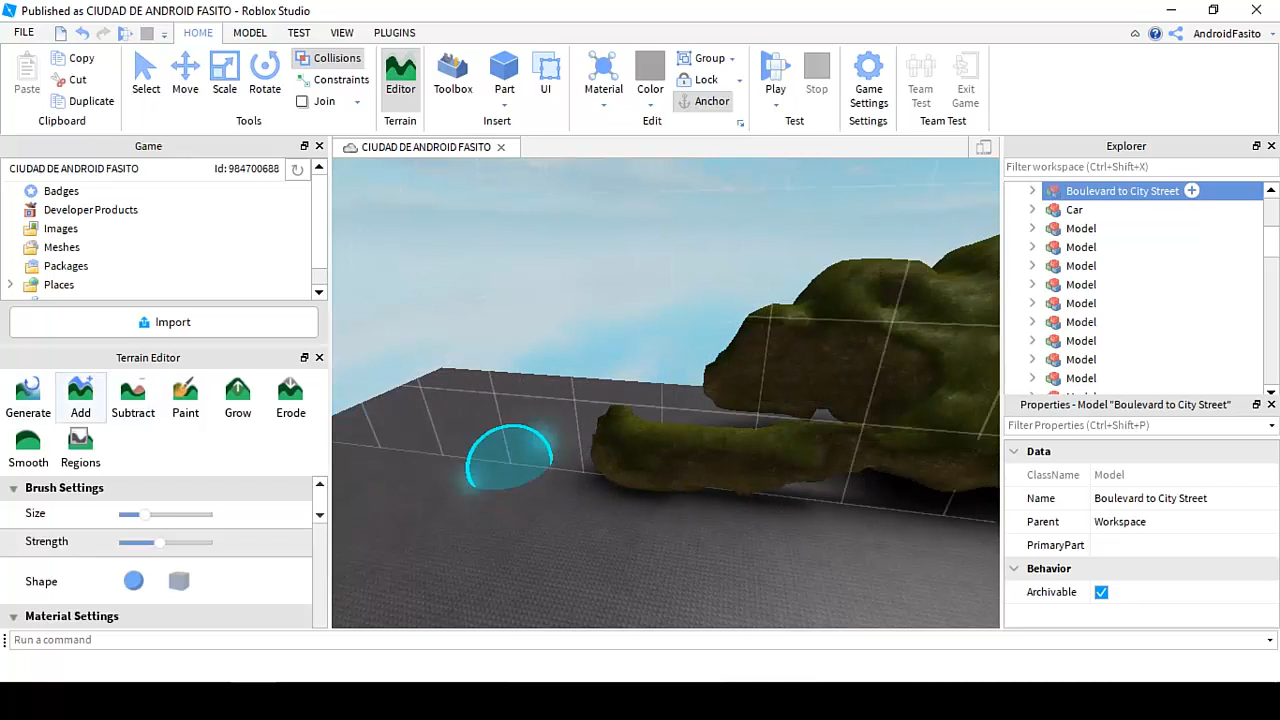 Published as CIUDAD DE ANDROID FASITO - Roblox Studio
FILE HOME MODEL TEST VIEW PLUGINS AndroidFasito
Paste Copy Cut Duplicate Clipboard
Select Move Scale Rotate Collisions Constraints Join Tools
Editor Terrain
Toolbox Part UI Insert
Material Color Group Lock Anchor Edit
Play Stop Test
Game Settings Settings
Team Test Exit Game Team Test
Game
CIUDAD DE ANDROID FASITO Id: 984700688
Badges
Developer Products
Images
Meshes
Packages
Places
Import
Terrain Editor
Generate Add Subtract Paint Grow Erode
Smooth Regions
Brush Settings
Size
Strength
Shape
Material Settings
CIUDAD DE ANDROID FASITO
Explorer
Filter workspace (Ctrl+Shift+X)
Boulevard to City Street
Car
Model
Model
Model
Model
Model
Model
Model
Model
Model
Properties - Model "Boulevard to City Street"
Filter Properties (Ctrl+Shift+P)
Data
ClassName Model
Name Boulevard to City Street
Parent Workspace
PrimaryPart
Behavior
Archivable
Run a command